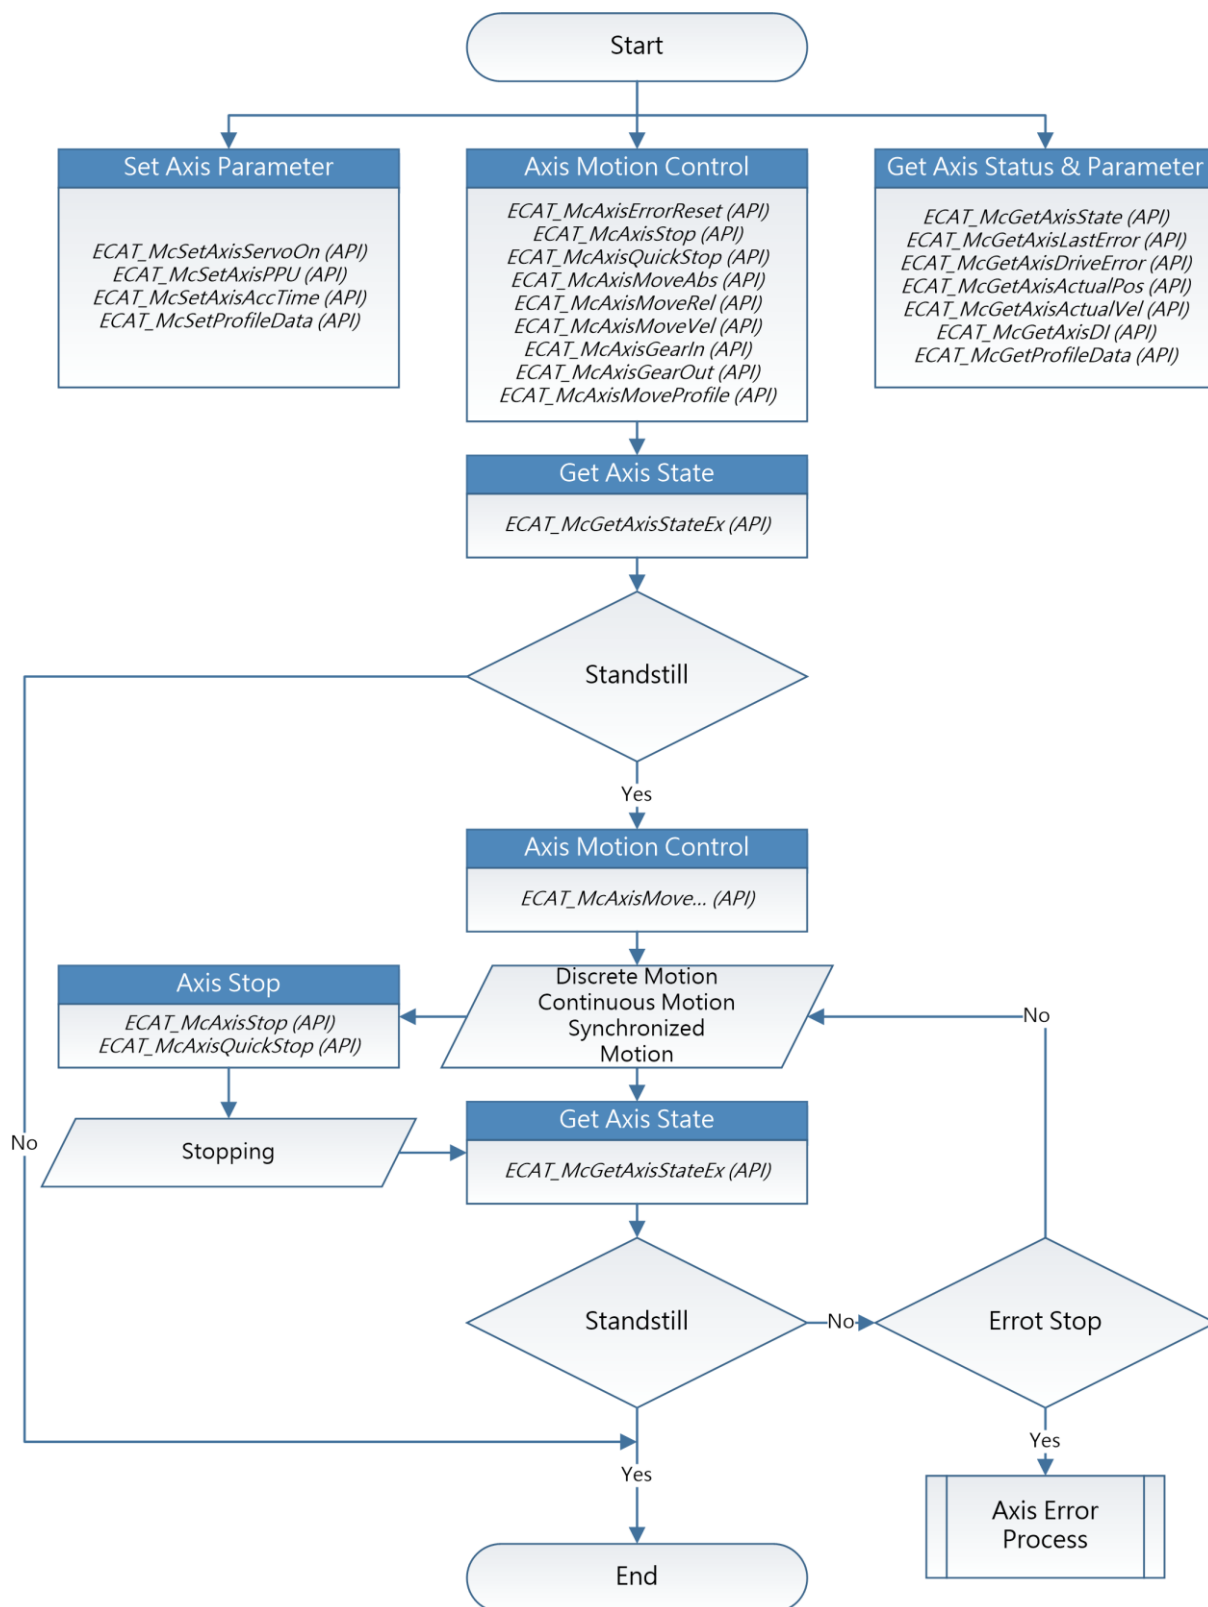 Start
Set Axis Parameter
ECAT_McSetAxisServoOn (API)
ECAT_McSetAxisPPU (API)
ECAT_McSetAxisAccTime (API)
ECAT_McSetProfileData (API)
Axis Motion Control
ECAT_McAxisErrorReset (API)
ECAT_McAxisStop (API)
ECAT_McAxisQuickStop (API)
ECAT_McAxisMoveAbs (API)
ECAT_McAxisMoveRel (API)
ECAT_McAxisMoveVel (API)
ECAT_McAxisGearIn (API)
ECAT_McAxisGearOut (API)
ECAT_McAxisMoveProfile (API)
Get Axis Status & Parameter
ECAT_McGetAxisState (API)
ECAT_McGetAxisLastError (API)
ECAT_McGetAxisDriveError (API)
ECAT_McGetAxisActualPos (API)
ECAT_McGetAxisActualVel (API)
ECAT_McGetAxisDI (API)
ECAT_McGetProfileData (API)
Get Axis State
ECAT_McGetAxisStateEx (API)
Standstill
Yes
Axis Motion Control
ECAT_McAxisMove... (API)
Discrete Motion
Continuous Motion
Synchronized
Motion
No
Axis Stop
ECAT_McAxisStop (API)
ECAT_McAxisQuickStop (API)
Stopping
No
Get Axis State
ECAT_McGetAxisStateEx (API)
Standstill
No
Errot Stop
Yes
Yes
Axis Error
Process
End